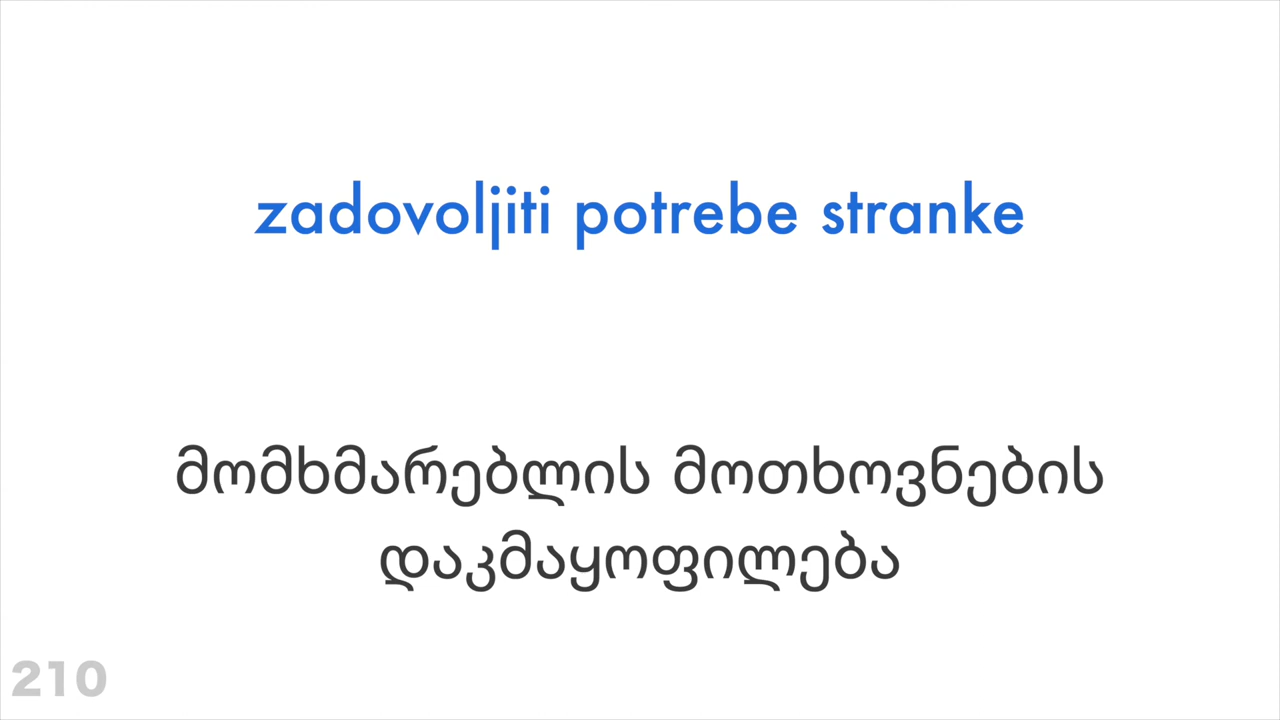 zadovoljiti potrebe stranke
მომხმარებლის მოთხოვნების
დაკმაყოფილება
210